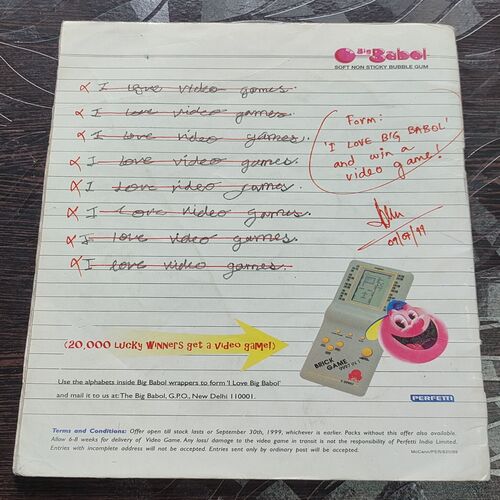 Big Babol
SOFT NON STICKY BUBBLE GUM
x I love video games.
x I love video games.
x I love video games.
x I love video games.
x I love video games.
x I love video games.
x I love video games.
x I love video games.
Form:
'I LOVE BIG BABOL'
and win a
video game!
09/07/99
(20,000 Lucky Winners get a video game!)
BRICK GAME
9997 IN 1
Use the alphabets inside Big Babol wrappers to form 'I Love Big Babol'
and mail it to us at: The Big Babol, G.P.O., New Delhi 110001.
PERFETTI
Terms and Conditions: Offer open till stocks last or September 30th, 1999, whichever is earlier. Packs without this offer also available.
Allow 6-8 weeks for delivery of Video Game. Any loss/ damage to the video game in transit is not the responsibility of Perfetti India Limited.
Entries with incomplete address will not be accepted. Entries sent only by ordinary post will be accepted.